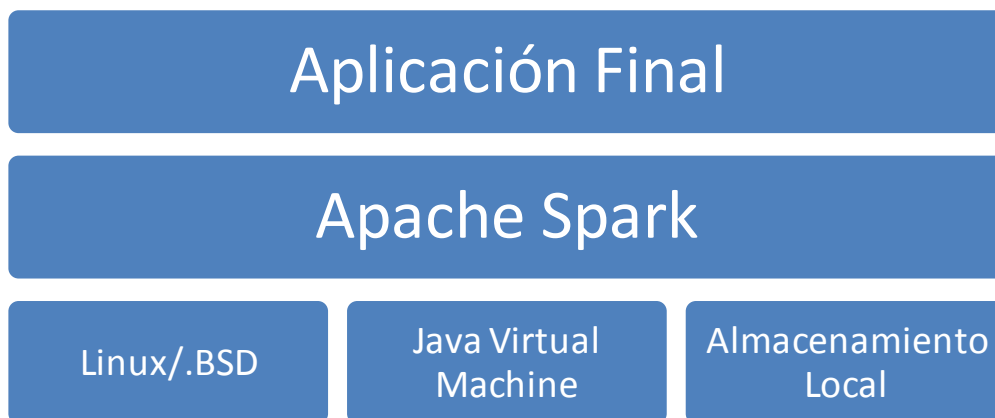 Aplicación Final
Apache Spark
Linux/.BSD
Java Virtual
Machine
Almacenamiento
Local